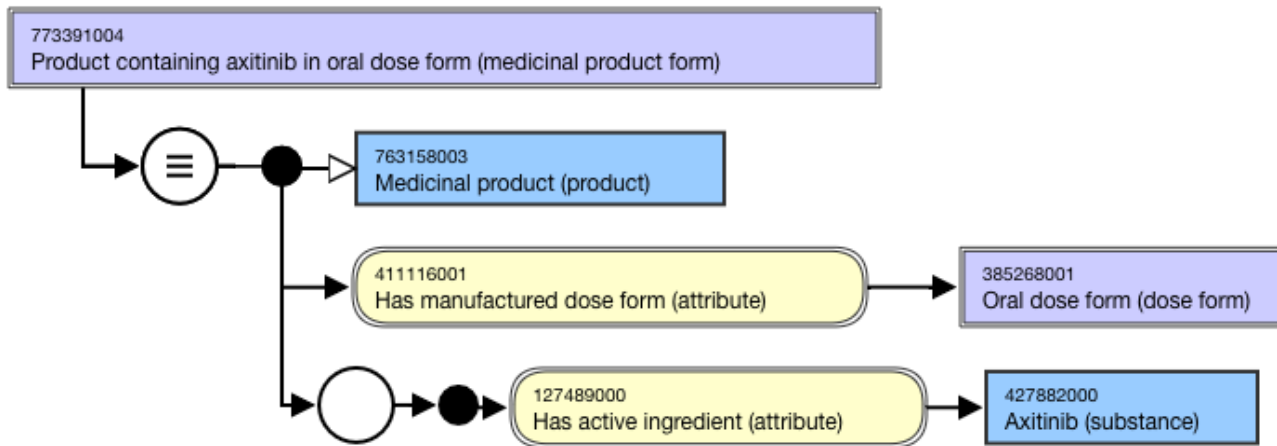 773391004
Product containing axitinib in oral dose form (medicinal product form)
763158003
Medicinal product (product)
411116001
Has manufactured dose form (attribute)
385268001
Oral dose form (dose form)
127489000
Has active ingredient (attribute)
427882000
Axitinib (substance)